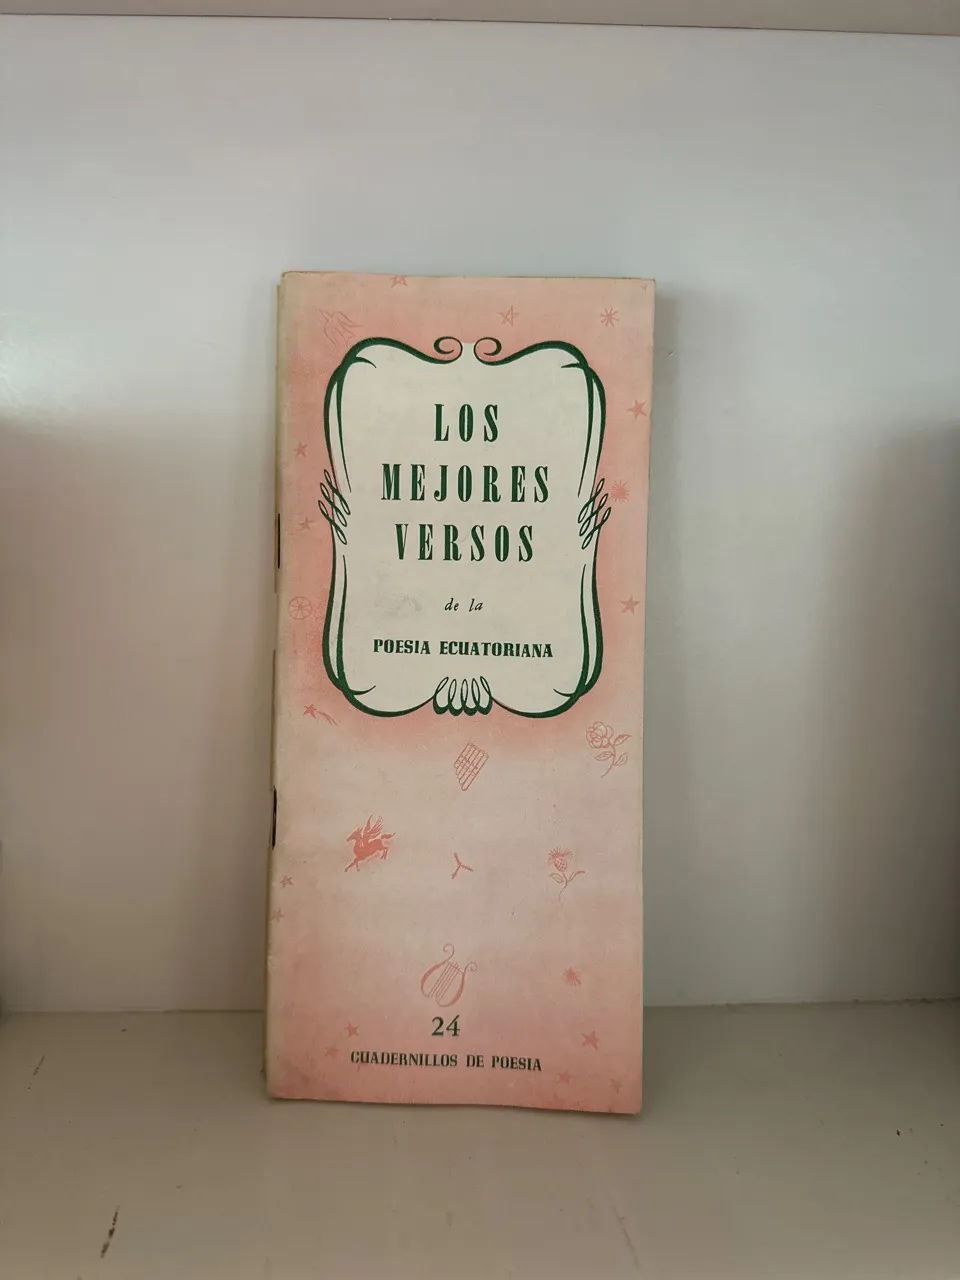 LOS
MEJORES
VERSOS
de la
POESIA ECUATORIANA
24
CUADERNILLOS DE POESIA